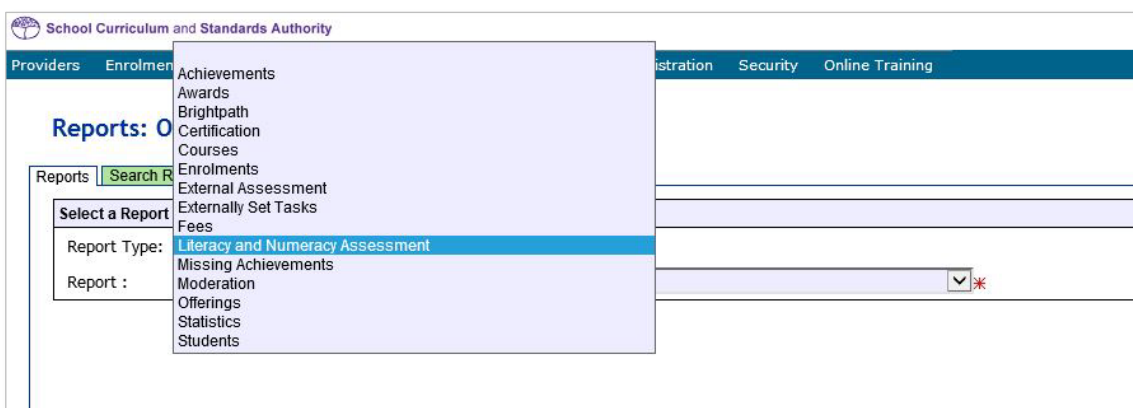 School Curriculum and Standards Authority
Providers Enrolmen istration Security Online Training
Reports: O
Reports Search R
Select a Report
Report Type:
Report :
Achievements
Awards
Brightpath
Certification
Courses
Enrolments
External Assessment
Externally Set Tasks
Fees
Literacy and Numeracy Assessment
Missing Achievements
Moderation
Offerings
Statistics
Students